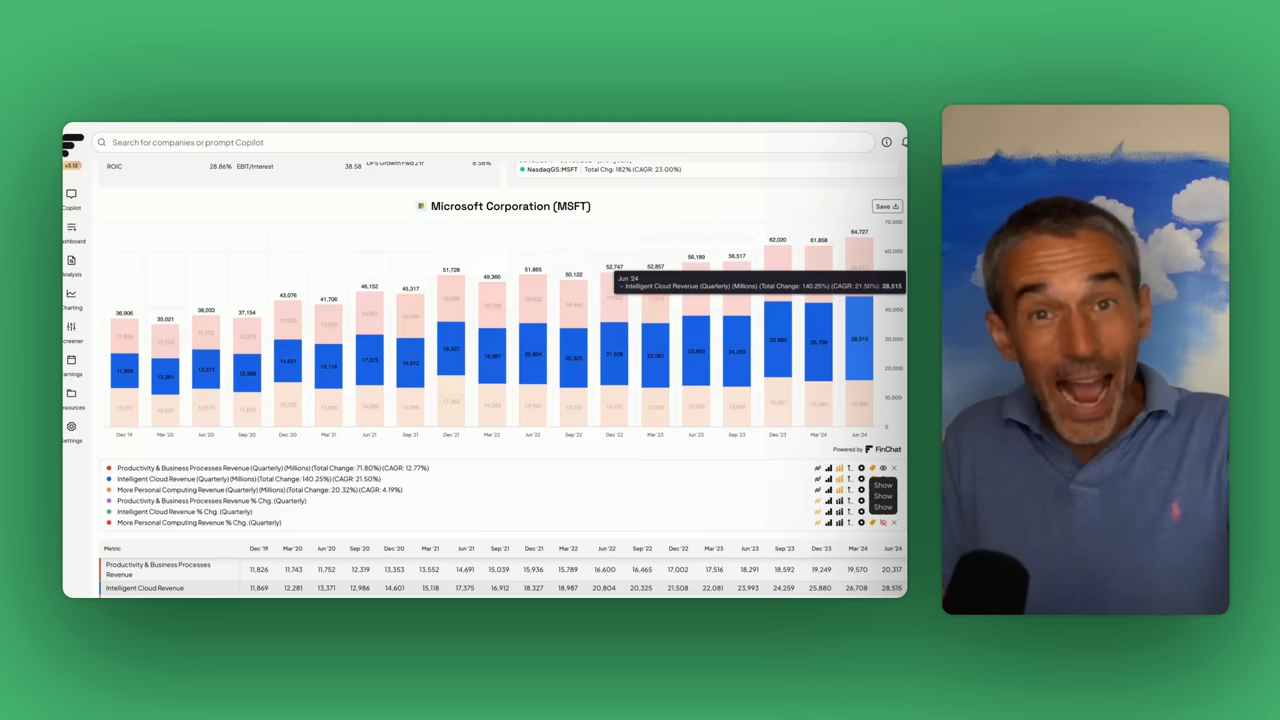 Search for companies or prompt Copilot
v3.12
ROIC 28.86% EBIT/Interest 38.58 6.58%
NasdaqGS:MSFT | Total Chg: 182% (CAGR: 23.00%)
Copilot
Microsoft Corporation (MSFT)
Save
70,000
64,727
62,020 61,858
60,000
56,189 56,517
51,728 51,865 52,747 52,857
49,360 50,122
Jun '24
Intelligent Cloud Revenue (Quarterly) (Millions) (Total Change: 140.25%) (CAGR: 21.50%): 28,515
46,152 45,317
43,076
41,706
36,906 38,033 37,154
35,021
30,000
20,000
10,000
0
Dec '19 Mar '20 Jun '20 Sep '20 Dec '20 Mar '21 Jun '21 Sep '21 Dec '21 Mar '22 Jun '22 Sep '22 Dec '22 Mar '23 Jun '23 Sep '23 Dec '23 Mar '24 Jun '24
Powered by FinChat
Productivity & Business Processes Revenue (Quarterly) (Millions) (Total Change: 71.80%) (CAGR: 12.77%)
Intelligent Cloud Revenue (Quarterly) (Millions) (Total Change: 140.25%) (CAGR: 21.50%)
Show
More Personal Computing Revenue (Quarterly) (Millions) (Total Change: 20.32%) (CAGR: 4.19%)
Show
Productivity & Business Processes Revenue % Chg. (Quarterly)
Show
Intelligent Cloud Revenue % Chg. (Quarterly)
More Personal Computing Revenue % Chg. (Quarterly)
Metric Dec '19 Mar '20 Jun '20 Sep '20 Dec '20 Mar '21 Jun '21 Sep '21 Dec '21 Mar '22 Jun '22 Sep '22 Dec '22 Mar '23 Jun '23 Sep '23 Dec '23 Mar '24 Jun '24
Productivity & Business Processes
Revenue 11,826 11,743 11,752 12,319 13,353 13,552 14,691 15,039 15,936 15,789 16,600 16,465 17,002 17,516 18,291 18,592 19,249 19,570 20,317
Intelligent Cloud Revenue 11,869 12,281 13,371 12,986 14,601 15,118 17,375 16,912 18,327 18,987 20,804 20,325 21,508 22,081 23,993 24,259 25,880 26,708 28,515